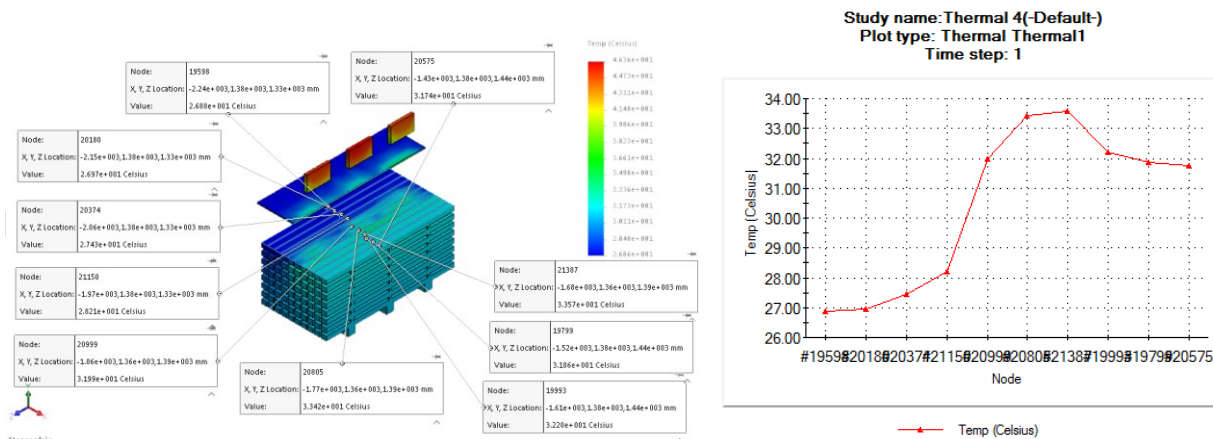 Temp (Celsius)
4.636e+001
4.473e+001
4.311e+001
4.148e+001
3.986e+001
3.823e+001
3.661e+001
3.498e+001
3.336e+001
3.173e+001
3.011e+001
2.848e+001
2.686e+001
Node: 19598
X, Y, Z Location: -2.24e+003,1.38e+003,1.33e+003 mm
Value: 2.688e+001 Celsius
Node: 20575
X, Y, Z Location: -1.43e+003,1.38e+003,1.44e+003 mm
Value: 3.174e+001 Celsius
Node: 20180
X, Y, Z Location: -2.15e+003,1.38e+003,1.33e+003 mm
Value: 2.697e+001 Celsius
Node: 20374
X, Y, Z Location: -2.06e+003,1.38e+003,1.33e+003 mm
Value: 2.743e+001 Celsius
Node: 21150
X, Y, Z Location: -1.97e+003,1.38e+003,1.33e+003 mm
Value: 2.821e+001 Celsius
Node: 20999
X, Y, Z Location: -1.86e+003,1.36e+003,1.39e+003 mm
Value: 3.199e+001 Celsius
Node: 20805
X, Y, Z Location: -1.77e+003,1.36e+003,1.39e+003 mm
Value: 3.342e+001 Celsius
Node: 21387
X, Y, Z Location: -1.68e+003,1.36e+003,1.39e+003 mm
Value: 3.357e+001 Celsius
Node: 19799
X, Y, Z Location: -1.52e+003,1.38e+003,1.44e+003 mm
Value: 3.186e+001 Celsius
Node: 19993
X, Y, Z Location: -1.61e+003,1.38e+003,1.44e+003 mm
Value: 3.220e+001 Celsius
Study name:Thermal 4(-Default-)
Plot type: Thermal Thermal1
Time step: 1
34.00
33.00
32.00
31.00
30.00
29.00
28.00
27.00
26.00
Temp (Celsius)
#19598 #20180 #20374 #21150 #20999 #20805 #21387 #19993 #19799 #20575
Node
Temp (Celsius)